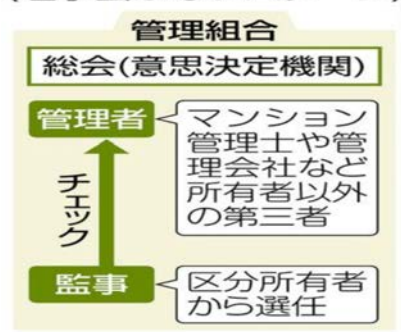 管理組合
総会(意思決定機関)
管理者
マンション
管理士や管
理会社など
所有者以外
の第三者
チェック
監事
区分所有者
から選任